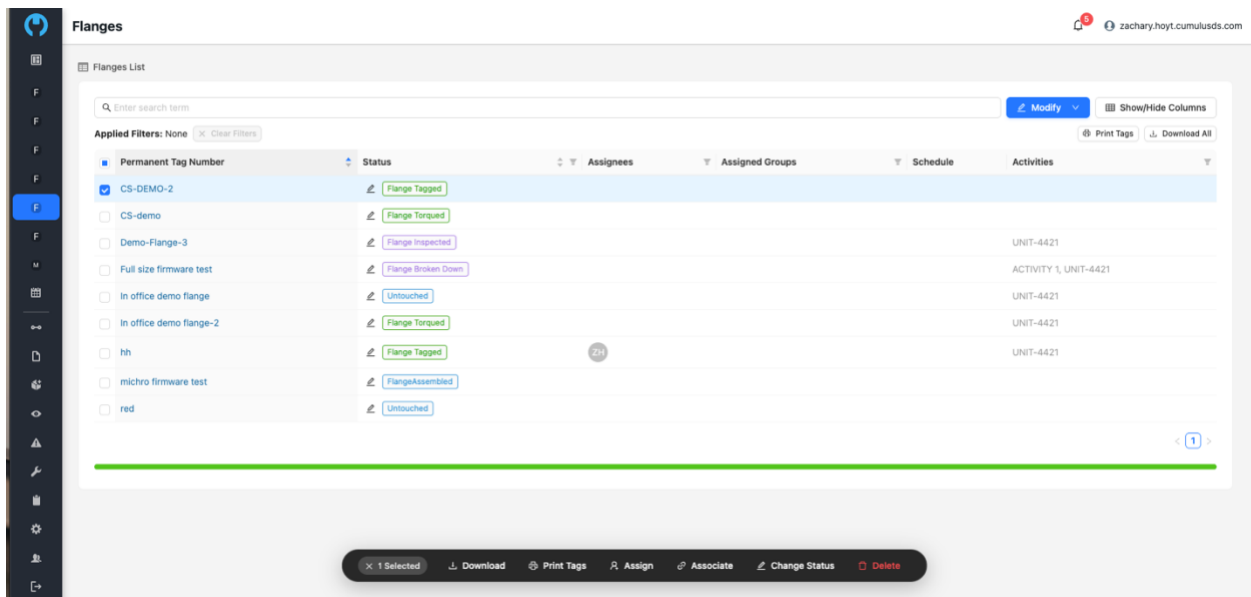 Flanges
5
zachary.hoyt.cumulusds.com
Flanges List
F
F
F
F
F
F
M
Enter search term
Modify
Show/Hide Columns
Applied Filters: None
Clear Filters
Print Tags
Download All
Permanent Tag Number Status Assignees Assigned Groups Schedule Activities
CS-DEMO-2 Flange Tagged
CS-demo Flange Torqued
Demo-Flange-3 Flange Inspected UNIT-4421
Full size firmware test Flange Broken Down ACTIVITY 1, UNIT-4421
In office demo flange Untouched UNIT-4421
In office demo flange-2 Flange Torqued UNIT-4421
hh Flange Tagged ZH UNIT-4421
michro firmware test FlangeAssembled
red Untouched
< 1 >
× 1 Selected Download Print Tags Assign Associate Change Status Delete